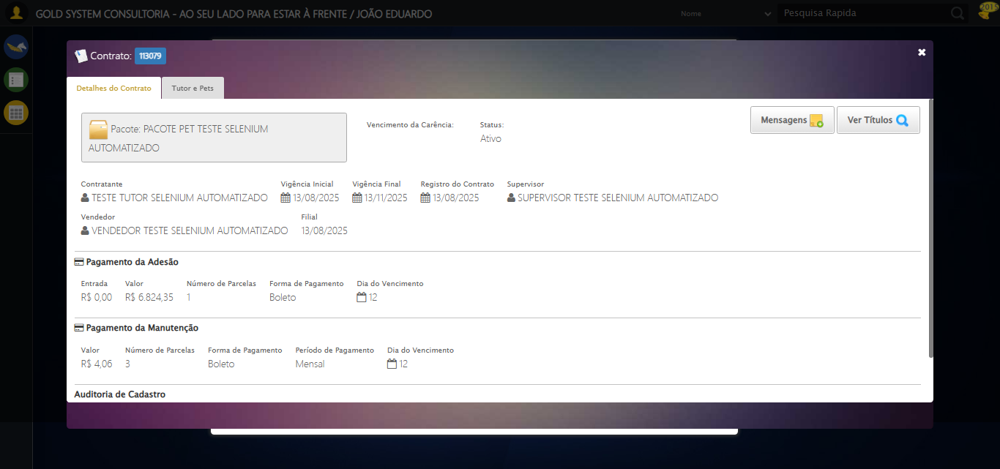 GOLD SYSTEM CONSULTORIA - AO SEU LADO PARA ESTAR À FRENTE / JOÃO EDUARDO
Nome
Pesquisa Rapida
2015
Contrato: 113079
Detalhes do Contrato
Tutor e Pets
Pacote: PACOTE PET TESTE SELENIUM
AUTOMATIZADO
Vencimento da Carência:
Status:
Ativo
Mensagens
Ver Títulos
Contratante
TESTE TUTOR SELENIUM AUTOMATIZADO
Vigência Inicial
13/08/2025
Vigência Final
13/11/2025
Registro do Contrato
13/08/2025
Supervisor
SUPERVISOR TESTE SELENIUM AUTOMATIZADO
Vendedor
VENDEDOR TESTE SELENIUM AUTOMATIZADO
Filial
13/08/2025
Pagamento da Adesão
Entrada
R$ 0,00
Valor
R$ 6.824,35
Número de Parcelas
1
Forma de Pagamento
Boleto
Dia do Vencimento
12
Pagamento da Manutenção
Valor
R$ 4,06
Número de Parcelas
3
Forma de Pagamento
Boleto
Período de Pagamento
Mensal
Dia do Vencimento
12
Auditoria de Cadastro